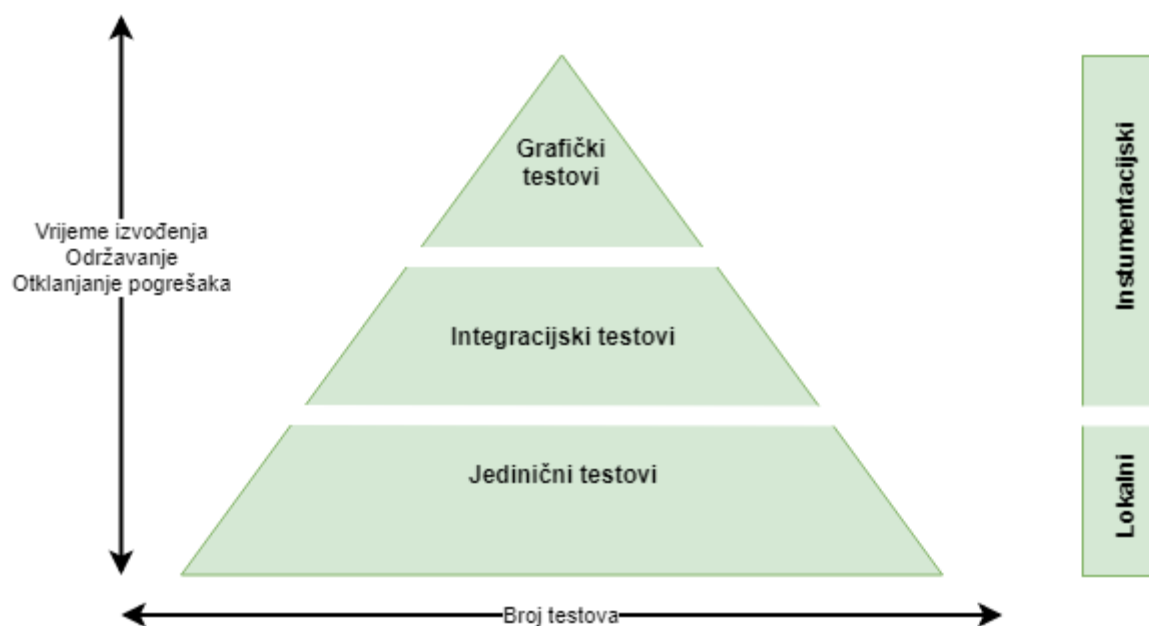 Grafički
testovi
Vrijeme izvođenja
Održavanje
Otklanjanje pogrešaka
Integracijski testovi
Jedinični testovi
Broj testova
Instumentacijski
Lokalni